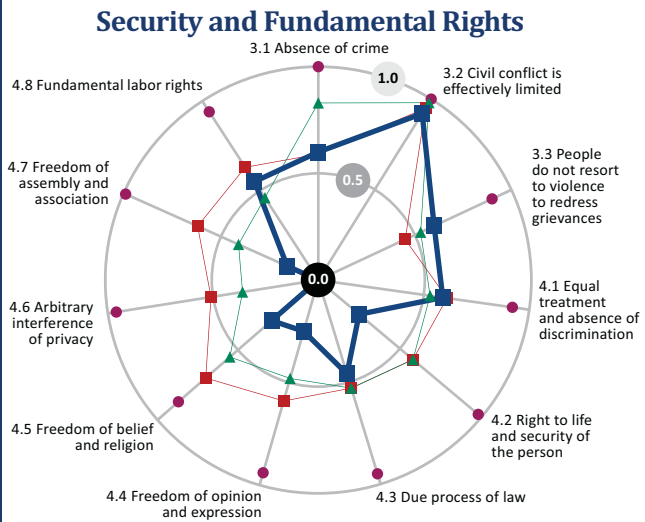 Security and Fundamental Rights
3.1 Absence of crime
1.0
3.2 Civil conflict is
effectively limited
4.8 Fundamental labor rights
3.3 People
do not resort
to violence
to redress
grievances
4.7 Freedom of
assembly and
association
0.5
0.0
4.1 Equal
treatment
and absence of
discrimination
4.6 Arbitrary
interference
of privacy
4.2 Right to life
and security of
the person
4.5 Freedom of belief
and religion
4.4 Freedom of opinion
and expression
4.3 Due process of law